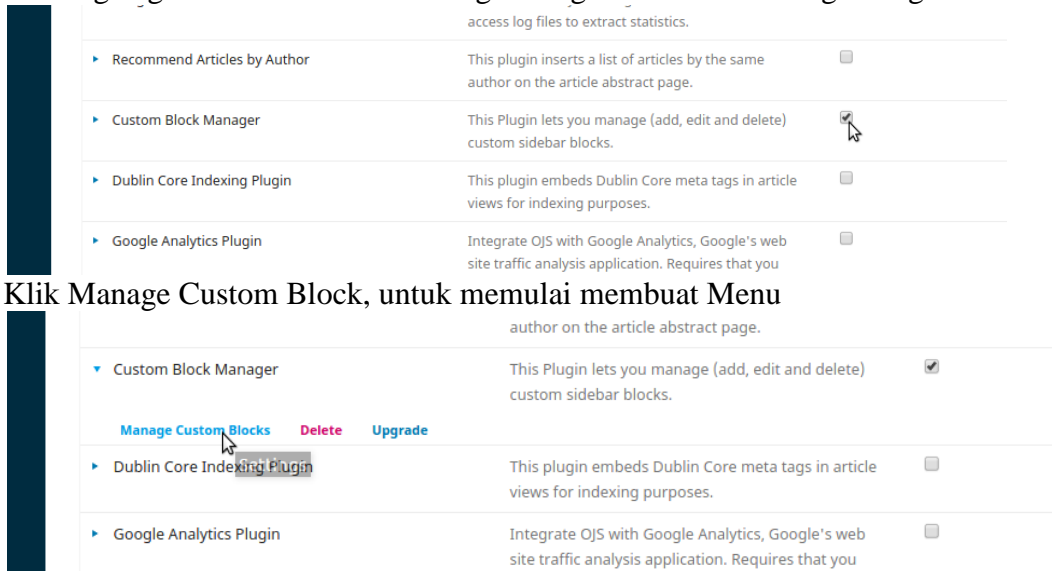 access log files to extract statistics.
Recommend Articles by Author
This plugin inserts a list of articles by the same
author on the article abstract page.
Custom Block Manager
This Plugin lets you manage (add, edit and delete)
custom sidebar blocks.
Dublin Core Indexing Plugin
This plugin embeds Dublin Core meta tags in article
views for indexing purposes.
Google Analytics Plugin
Integrate OJS with Google Analytics, Google's web
site traffic analysis application. Requires that you
Klik Manage Custom Block, untuk memulai membuat Menu
author on the article abstract page.
Custom Block Manager
This Plugin lets you manage (add, edit and delete)
custom sidebar blocks.
Manage Custom Blocks Delete Upgrade
Dublin Core Indexing Plugin
Settings
This plugin embeds Dublin Core meta tags in article
views for indexing purposes.
Google Analytics Plugin
Integrate OJS with Google Analytics, Google's web
site traffic analysis application. Requires that you